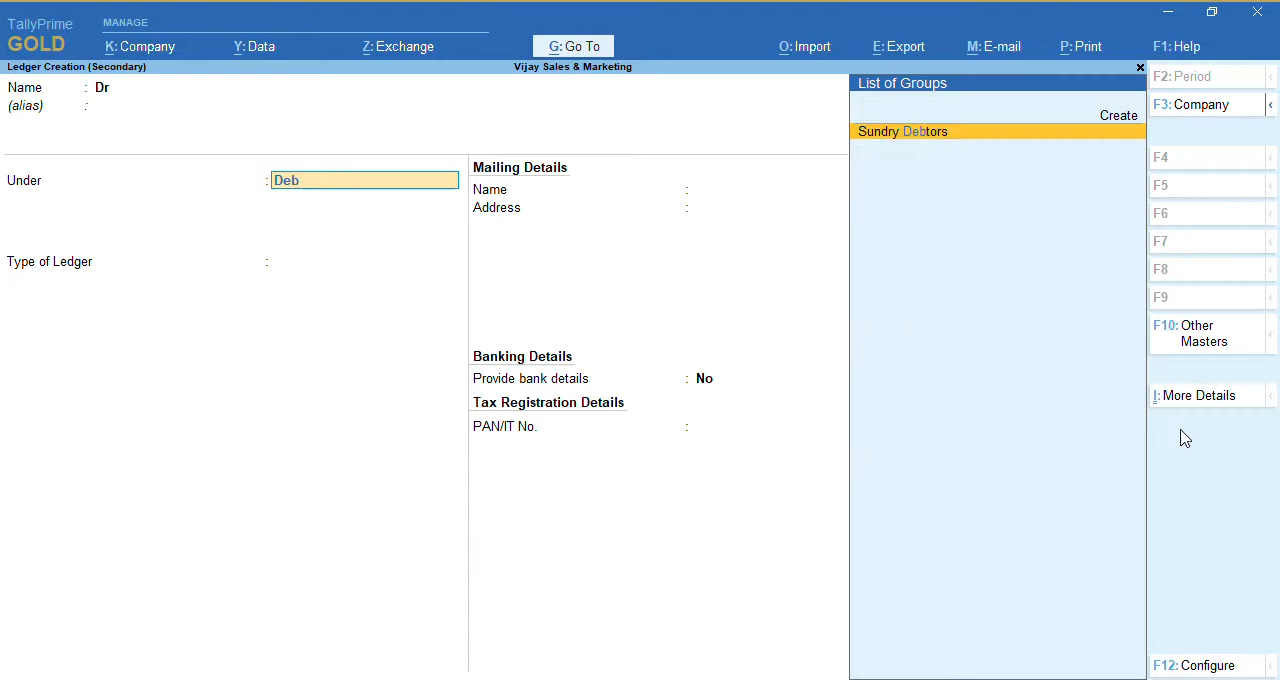 TallyPrime
GOLD
MANAGE
K: Company
Y: Data
Z: Exchange
G: Go To
O: Import
E: Export
M: E-mail
P: Print
F1: Help
Ledger Creation (Secondary)
Vijay Sales & Marketing
Name : Dr
(alias) :
Under : Deb
Type of Ledger :
Mailing Details
Name :
Address :
Banking Details
Provide bank details : No
Tax Registration Details
PAN/IT No. :
List of Groups
Create
Sundry Debtors
F2: Period
F3: Company
F4
F5
F6
F7
F8
F9
F10: Other
Masters
I: More Details
F12: Configure